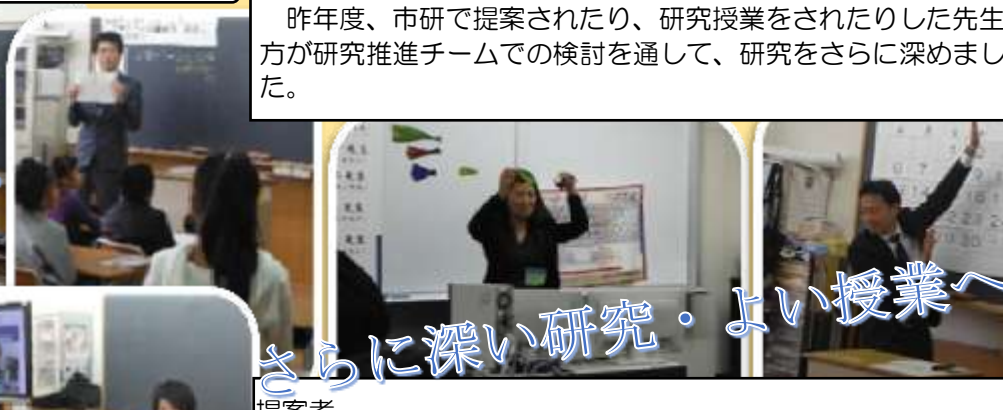 昨年度、市研で提案されたり、研究授業をされたりした先生
方が研究推進チームでの検討を通して、研究をさらに深めまし
た。
さらに深い研究・よい授業へ
提案者